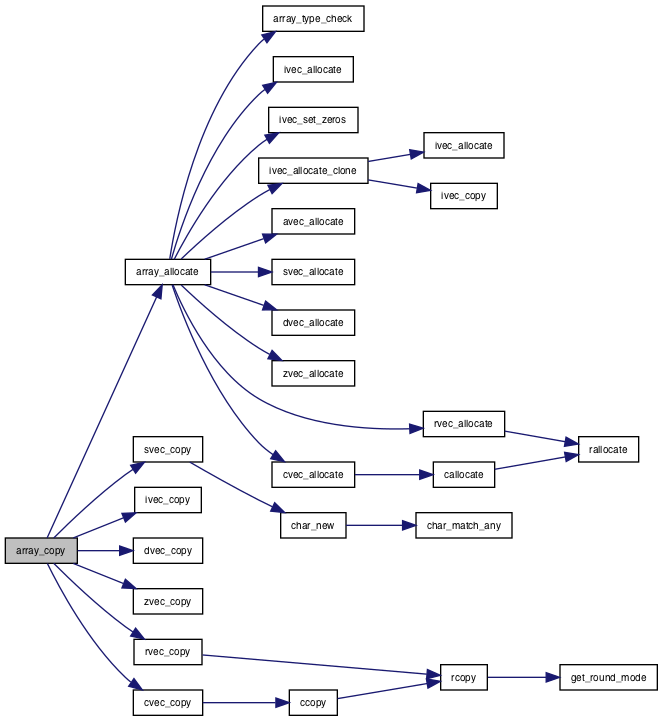 array_type_check
ivec_allocate
ivec_set_zeros
ivec_allocate
ivec_allocate_clone
ivec_copy
avec_allocate
array_allocate
svec_allocate
dvec_allocate
zvec_allocate
rvec_allocate
svec_copy
rallocate
cvec_allocate
callocate
ivec_copy
char_new
char_match_any
array_copy
dvec_copy
zvec_copy
rvec_copy
rcopy
get_round_mode
cvec_copy
ccopy